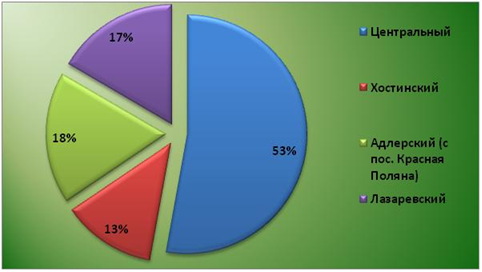 17%
Центральный
Хостинский
18%
53%
Адлерский (с
пос. Красная
Поляна)
Лазаревский
13%